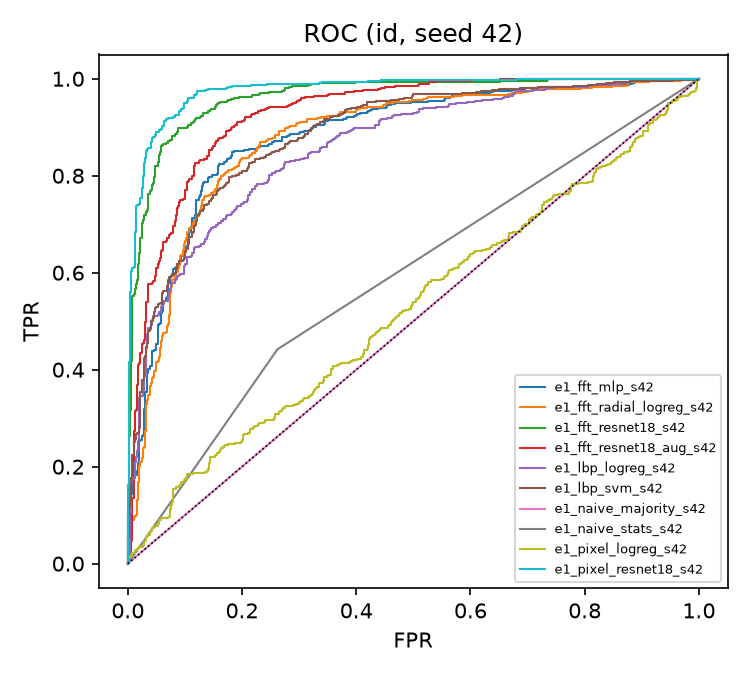 ROC (id, seed 42)
TPR
1.0
0.8
0.6
0.4
0.2
0.0
e1_fft_mlp_s42
e1_fft_radial_logreg_s42
e1_fft_resnet18_s42
e1_fft_resnet18_aug_s42
e1_lbp_logreg_s42
e1_lbp_svm_s42
e1_naive_majority_s42
e1_naive_stats_s42
e1_pixel_logreg_s42
e1_pixel_resnet18_s42
0.0 0.2 0.4 0.6 0.8 1.0
FPR